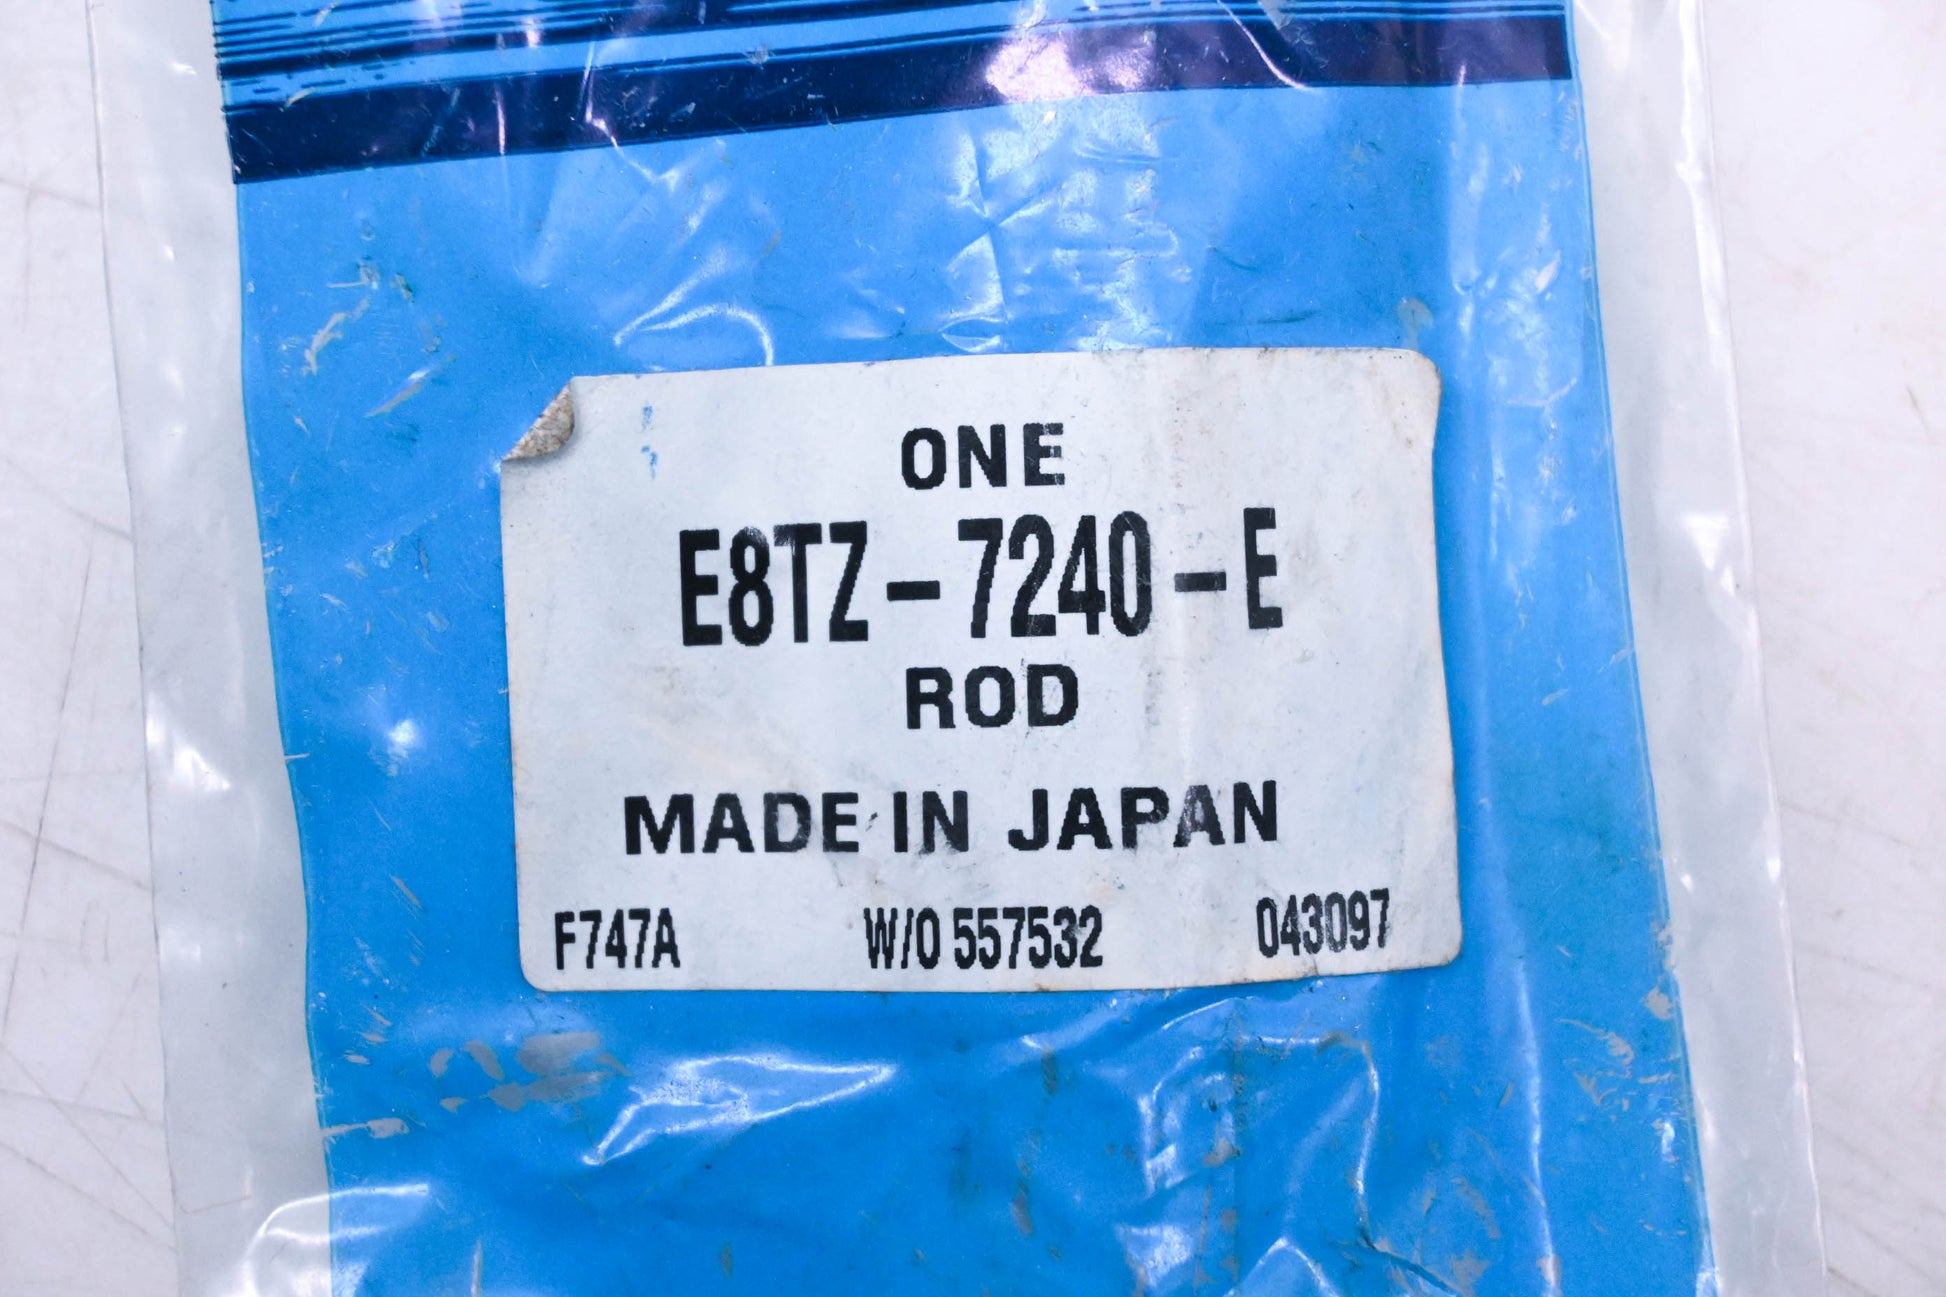 ONE
E8TZ-7240-E
ROD
MADE IN JAPAN
F747A W/O 557532 043097